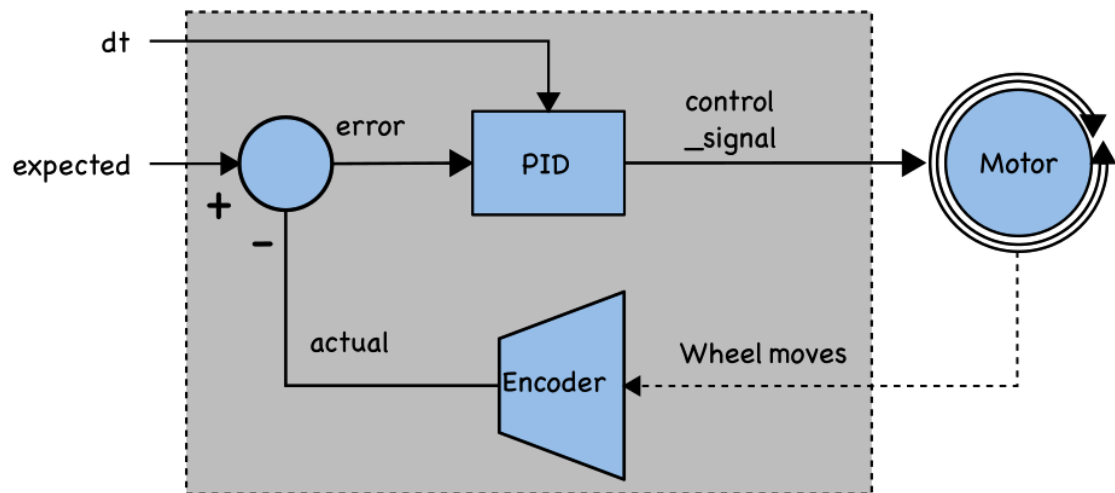 dt
error
control
_signal
expected
PID
Motor
+
−
actual
Wheel moves
Encoder